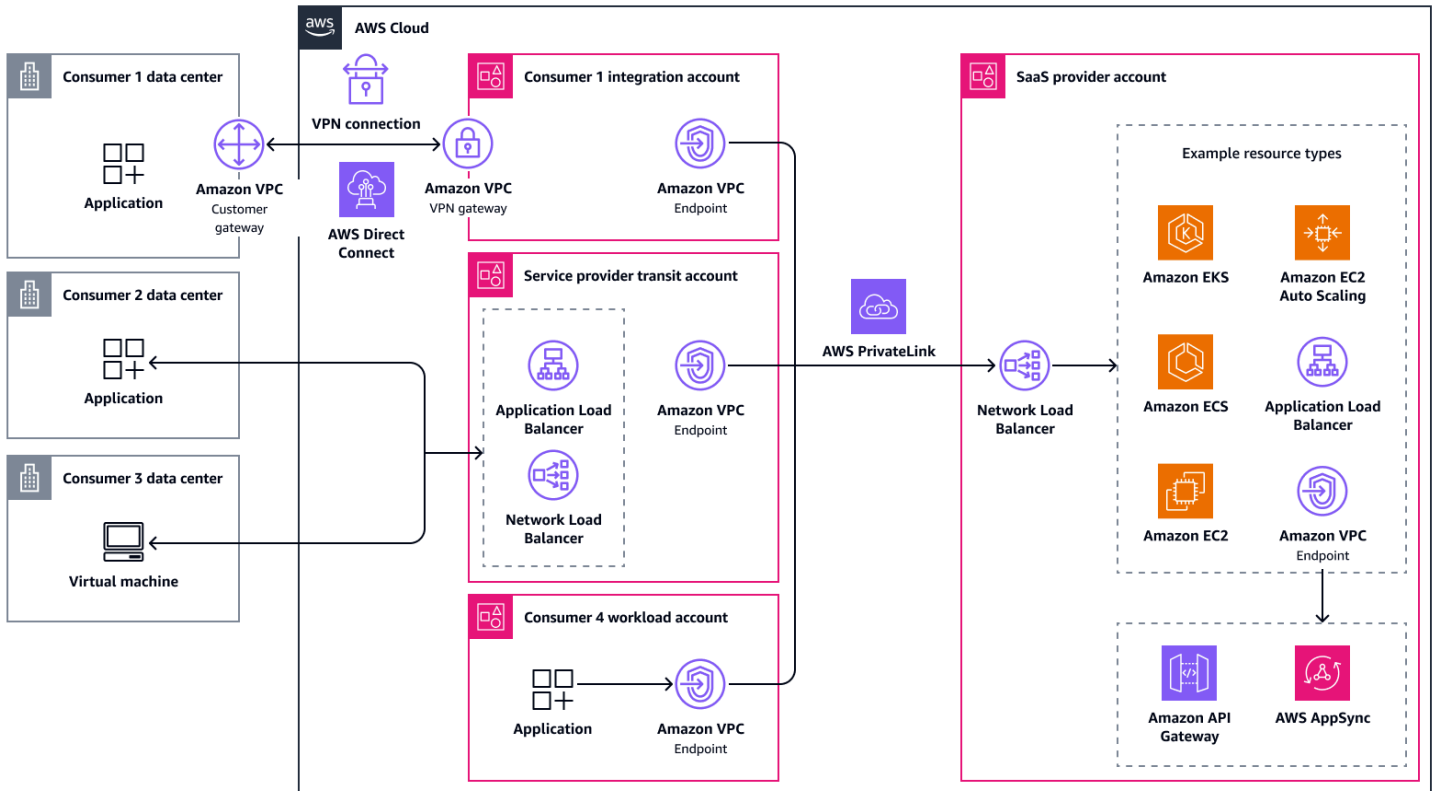 aws
AWS Cloud
Consumer 1 data center
Application
Amazon VPC
Customer
gateway
VPN connection
AWS Direct
Connect
Consumer 1 integration account
Amazon VPC
VPN gateway
Amazon VPC
Endpoint
Consumer 2 data center
Application
Consumer 3 data center
Virtual machine
Service provider transit account
Application Load
Balancer
Network Load
Balancer
Amazon VPC
Endpoint
Consumer 4 workload account
Application
Amazon VPC
Endpoint
AWS PrivateLink
SaaS provider account
Network Load
Balancer
Example resource types
K
Amazon EKS
Amazon EC2
Auto Scaling
Amazon ECS
Application Load
Balancer
Amazon EC2
Amazon VPC
Endpoint
</>
Amazon API
Gateway
AWS AppSync